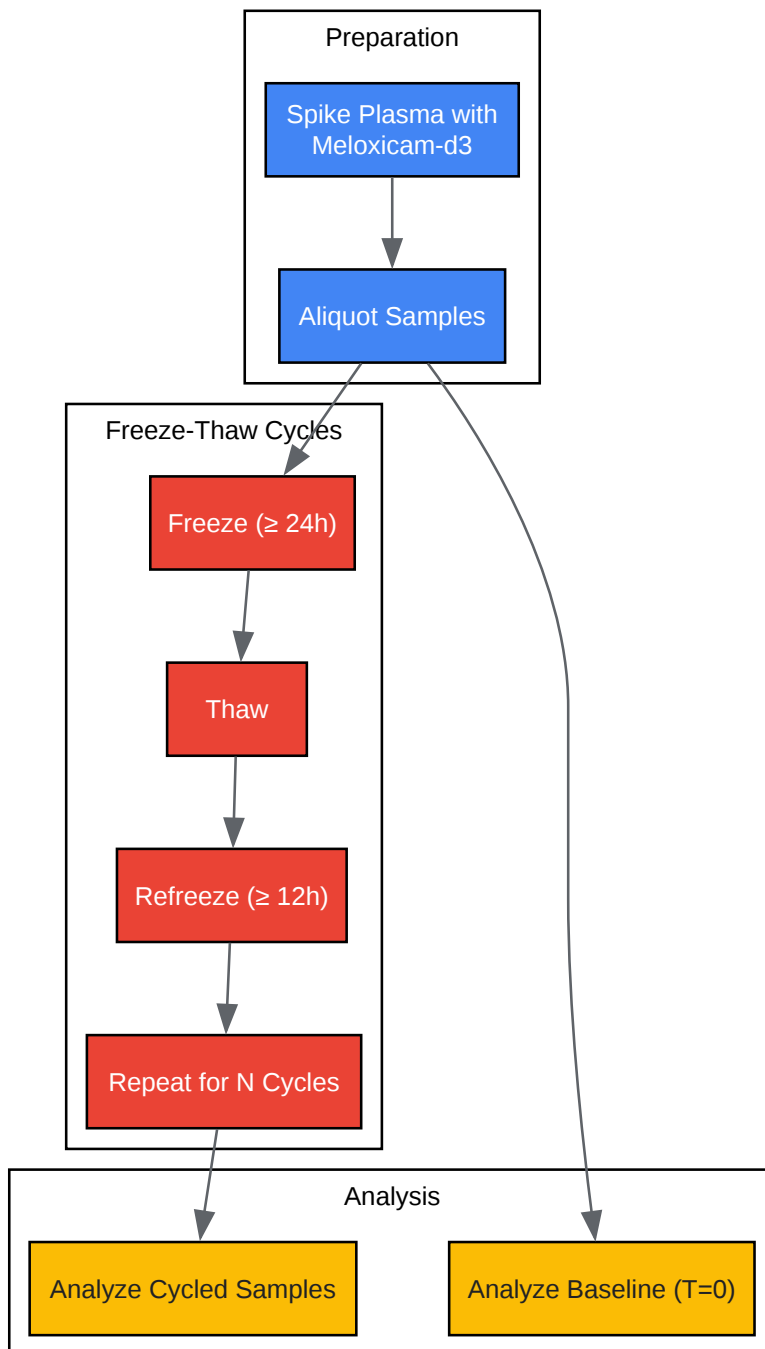 Preparation
Spike Plasma with
Meloxicam-d3
Aliquot Samples
Freeze-Thaw Cycles
Freeze (≥ 24h)
Thaw
Refreeze (≥ 12h)
Repeat for N Cycles
Analysis
Analyze Cycled Samples
Analyze Baseline (T=0)